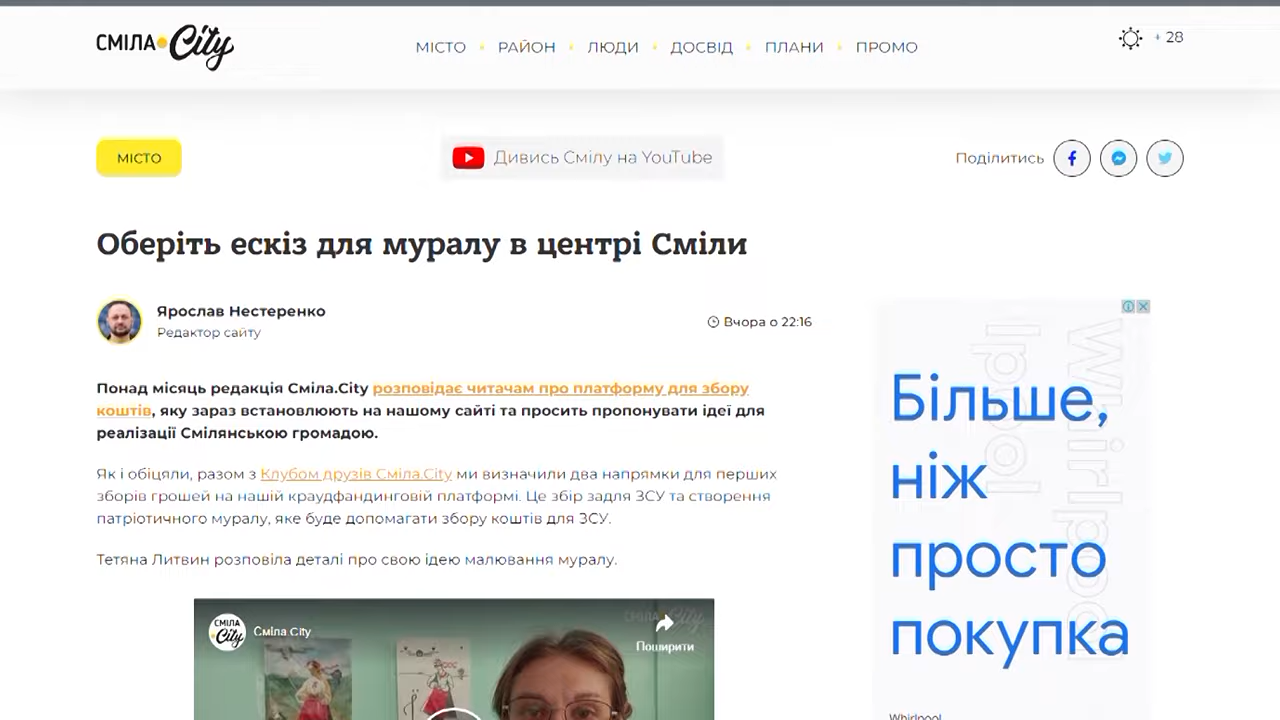 СМІЛА City
МІСТО РАЙОН ЛЮДИ ДОСВІД ПЛАНИ ПРОМО
+ 28
МІСТО
Дивись Смілу на YouTube
Поділитись
Оберіть ескіз для муралу в центрі Сміли
Ярослав Нестеренко
Редактор сайту
Вчора о 22:16
Понад місяць редакція Сміла.City розповідає читачам про платформу для збору
коштів, яку зараз встановлюють на нашому сайті та просить пропонувати ідеї для
реалізації Смілянською громадою.
Як і обіцяли, разом з Клубом друзів Сміла.City ми визначили два напрямки для перших
зборів грошей на нашій краудфандинговій платформі. Це збір задля ЗСУ та створення
патріотичного муралу, яке буде допомагати збору коштів для ЗСУ.
Тетяна Литвин розповіла деталі про свою ідею малювання муралу.
СМІЛА City
Сміла.City
СМІЛА City
Поширити
Whirlpool
Більше,
ніж
просто
покупка
Whirlpool